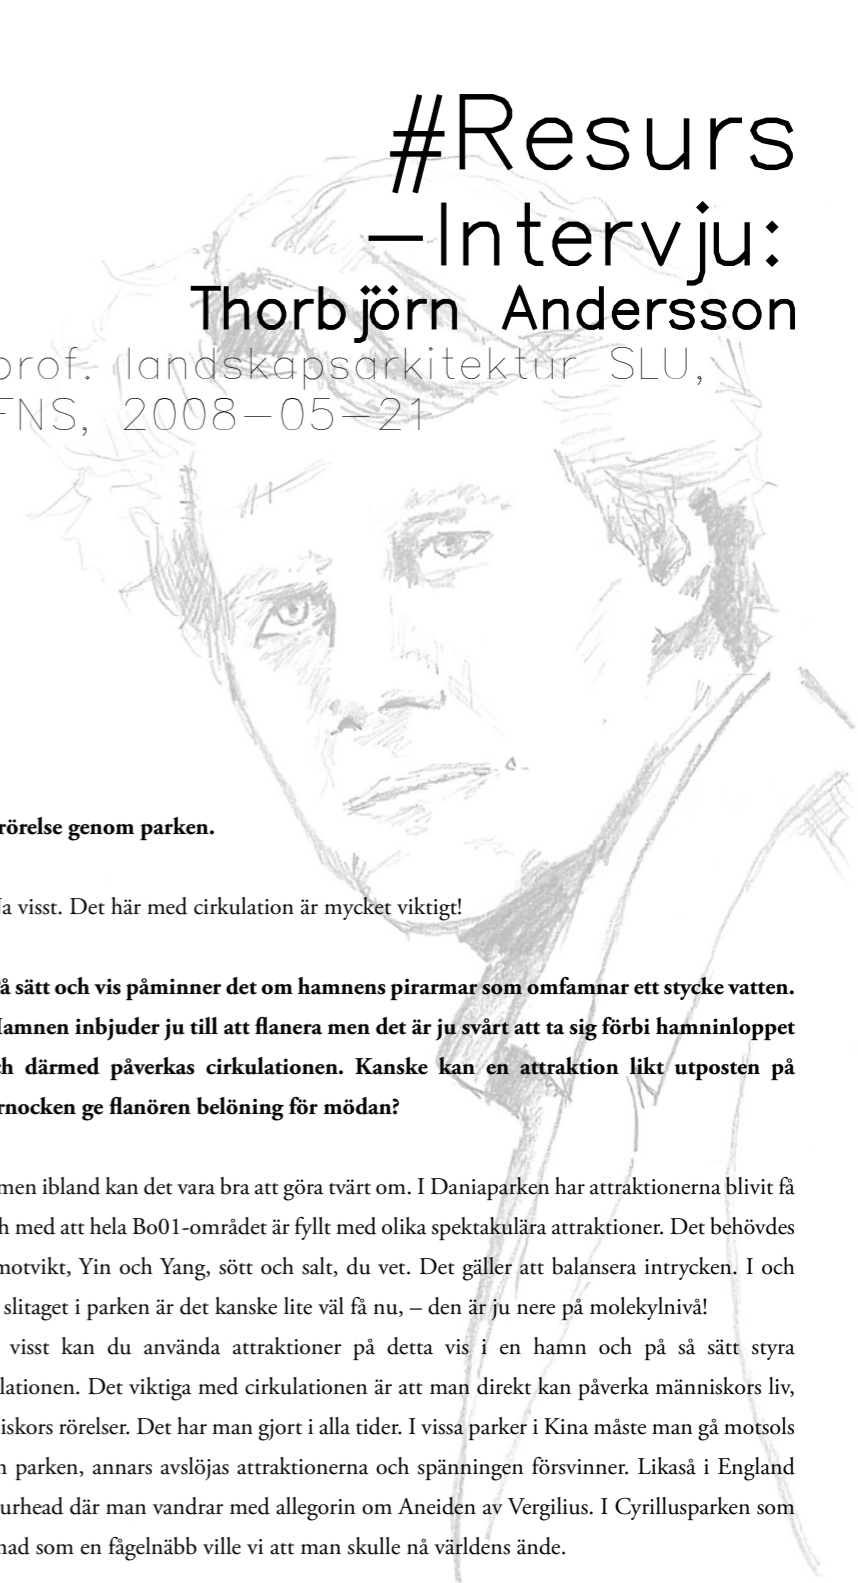 #Resurs
–Intervju:
Thorbjörn Andersson
prof. landskapsarkitektur SLU,
FNS, 2008–05–21
rörelse genom parken.
Ja visst. Det här med cirkulation är mycket viktigt!
På sätt och vis påminner det om hamnens pirarmar som omfamnar ett stycke vatten.
Hamnen inbjuder ju till att flanera men det är ju svårt att ta sig förbi hamninloppet
och därmed påverkas cirkulationen. Kanske kan en attraktion likt utposten på
rnocken ge flanören belöning för mödan?
men ibland kan det vara bra att göra tvärt om. I Daniaparken har attraktionerna blivit få
h med att hela Bo01-området är fyllt med olika spektakulära attraktioner. Det behövdes
motvikt, Yin och Yang, sött och salt, du vet. Det gäller att balansera intrycken. I och
slitaget i parken är det kanske lite väl få nu, – den är ju nere på molekylnivå!
visst kan du använda attraktioner på detta vis i en hamn och på så sätt styra
lationen. Det viktiga med cirkulationen är att man direkt kan påverka människors liv,
iskors rörelser. Det har man gjort i alla tider. I vissa parker i Kina måste man gå motsols
parken, annars avslöjas attraktionerna och spänningen försvinner. Likaså i England
urhead där man vandrar med allegorin om Aneiden av Vergilius. I Cyrillusparken som
nad som en fågelnäbb ville vi att man skulle nå världens ände.